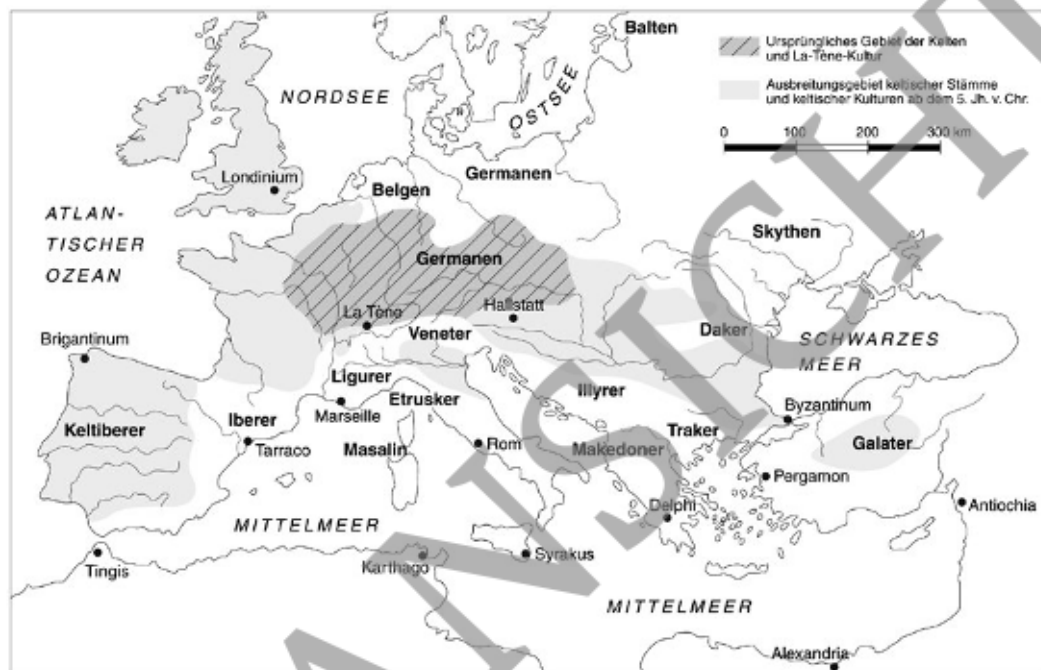 Balten
Ursprüngliches Gebiet der Kelten
und La-Tène-Kultur
Ausbreitungsgebiet keltischer Stämme
und keltischer Kulturen ab dem 5. Jh. v. Chr.
0 100 200 300 km
NORDSEE
OSTSEE
Londinium
Belgen
Germanen
ATLAN-
TISCHER
OZEAN
Germanen
Skythen
La Tène
Hallstatt
Brigantinum
Veneter
Daker
SCHWARZES
MEER
Ligurer
Marseille
Etrusker
Illyrer
Byzantinum
Keltiberer
Iberer
Tarraco
Masalin
Rom
Makedoner
Traker
Galater
Pergamon
Delphi
Antiochia
MITTELMEER
Tingis
Karthago
Syrakus
MITTELMEER
Alexandria
ANSICHT